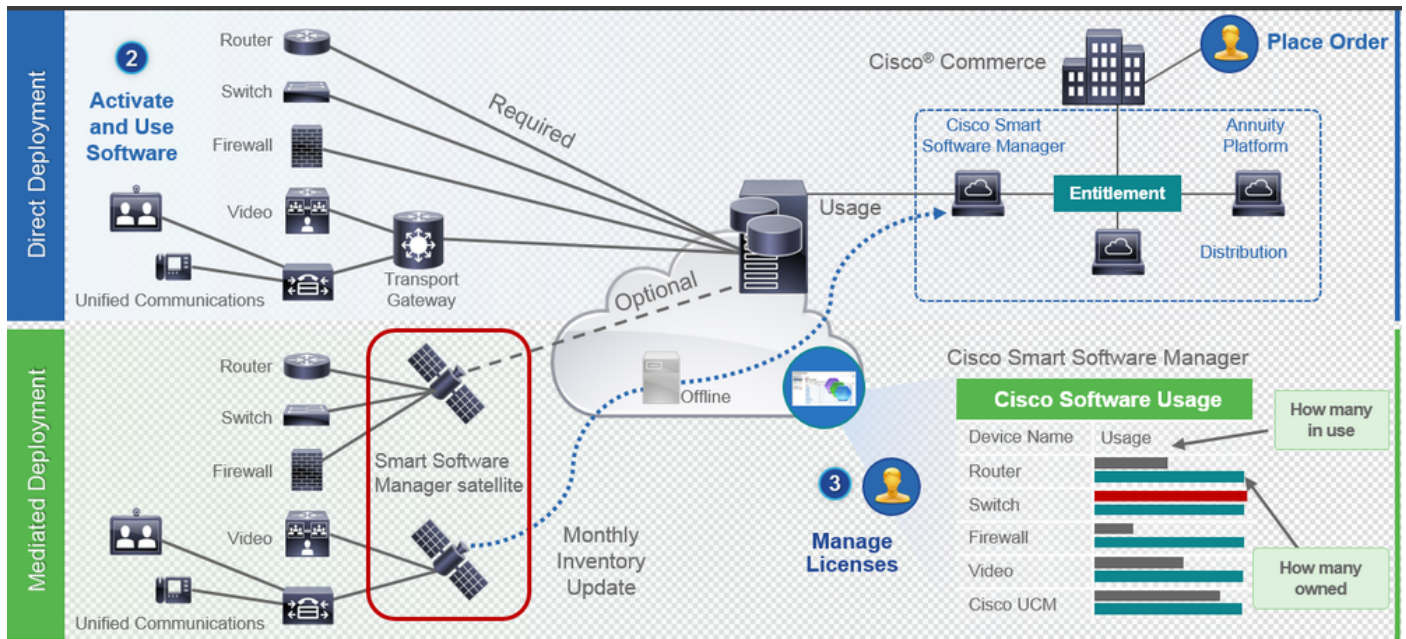 Direct Deployment
2
Activate
and Use
Software
Router
Switch
Firewall
Video
Unified Communications
Transport
Gateway
Required
Optional
Usage
Cisco® Commerce
Place Order
Cisco Smart
Software Manager
Annuity
Platform
Entitlement
Distribution
Mediated Deployment
Router
Switch
Firewall
Video
Unified Communications
Smart Software
Manager satellite
Offline
Monthly
Inventory
Update
3
Manage
Licenses
Cisco Smart Software Manager
Cisco Software Usage
Device Name
Usage
Router
Switch
Firewall
Video
Cisco UCM
How many
in use
How many
owned